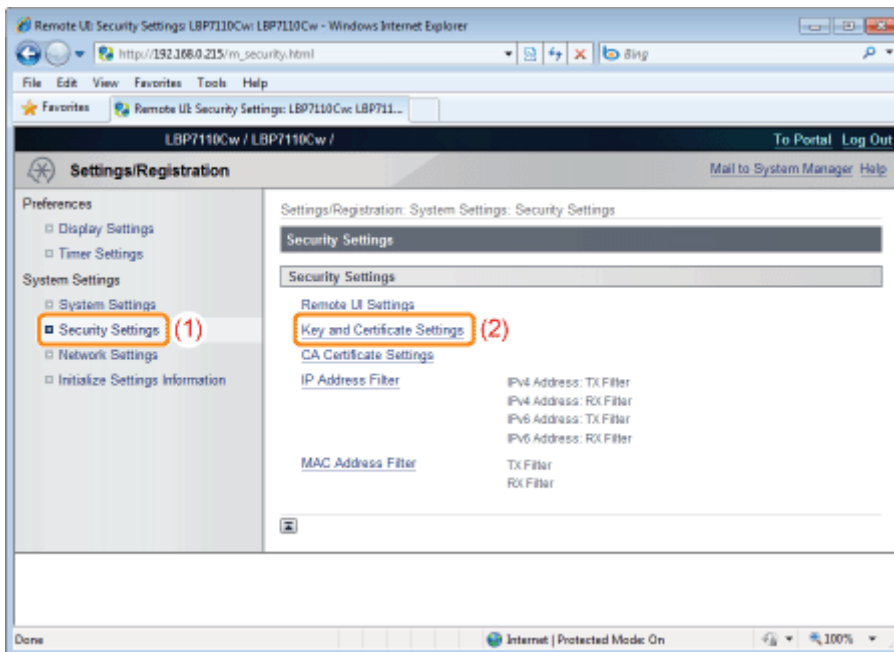 Remote UI: Security Settings: LBP7110Cw: LBP7110Cw - Windows Internet Explorer
http://192.168.0.215/m_security.html
Bing
File Edit View Favorites Tools Help
Favorites
Remote UI: Security Settings: LBP7110Cw: LBP711...
LBP7110Cw / LBP7110Cw /
To Portal Log Out
Settings/Registration
Mail to System Manager Help
Preferences
Display Settings
Timer Settings
System Settings
System Settings
Security Settings (1)
Network Settings
Initialize Settings Information
Settings/Registration: System Settings: Security Settings
Security Settings
Security Settings
Remote UI Settings
Key and Certificate Settings (2)
CA Certificate Settings
IP Address Filter
IPv4 Address: TX Filter
IPv4 Address: RX Filter
IPv6 Address: TX Filter
IPv6 Address: RX Filter
MAC Address Filter
TX Filter
RX Filter
Done
Internet | Protected Mode: On
100%